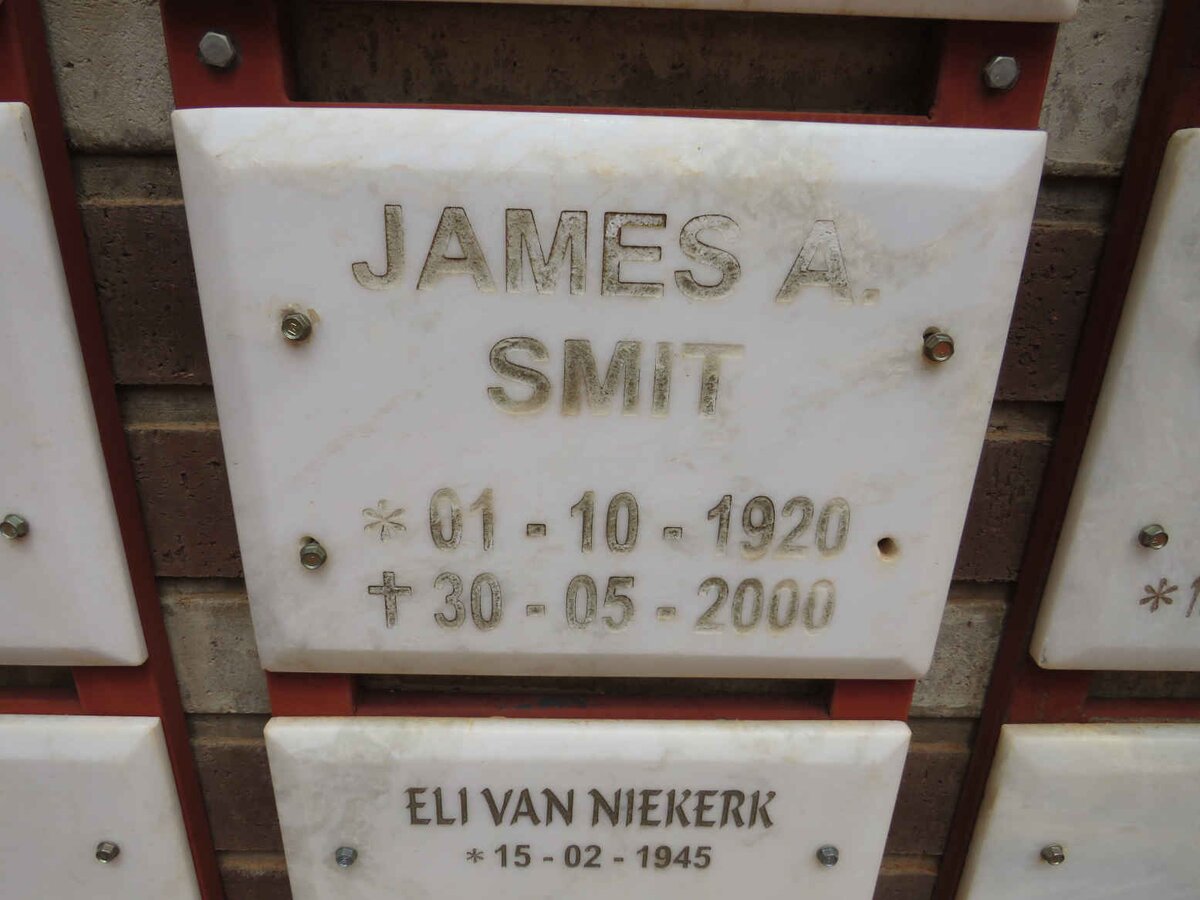 JAMES A.
SMIT
* 01 - 10 - 1920
✝ 30 - 05 - 2000
ELI VAN NIEKERK
* 15 - 02 - 1945
*